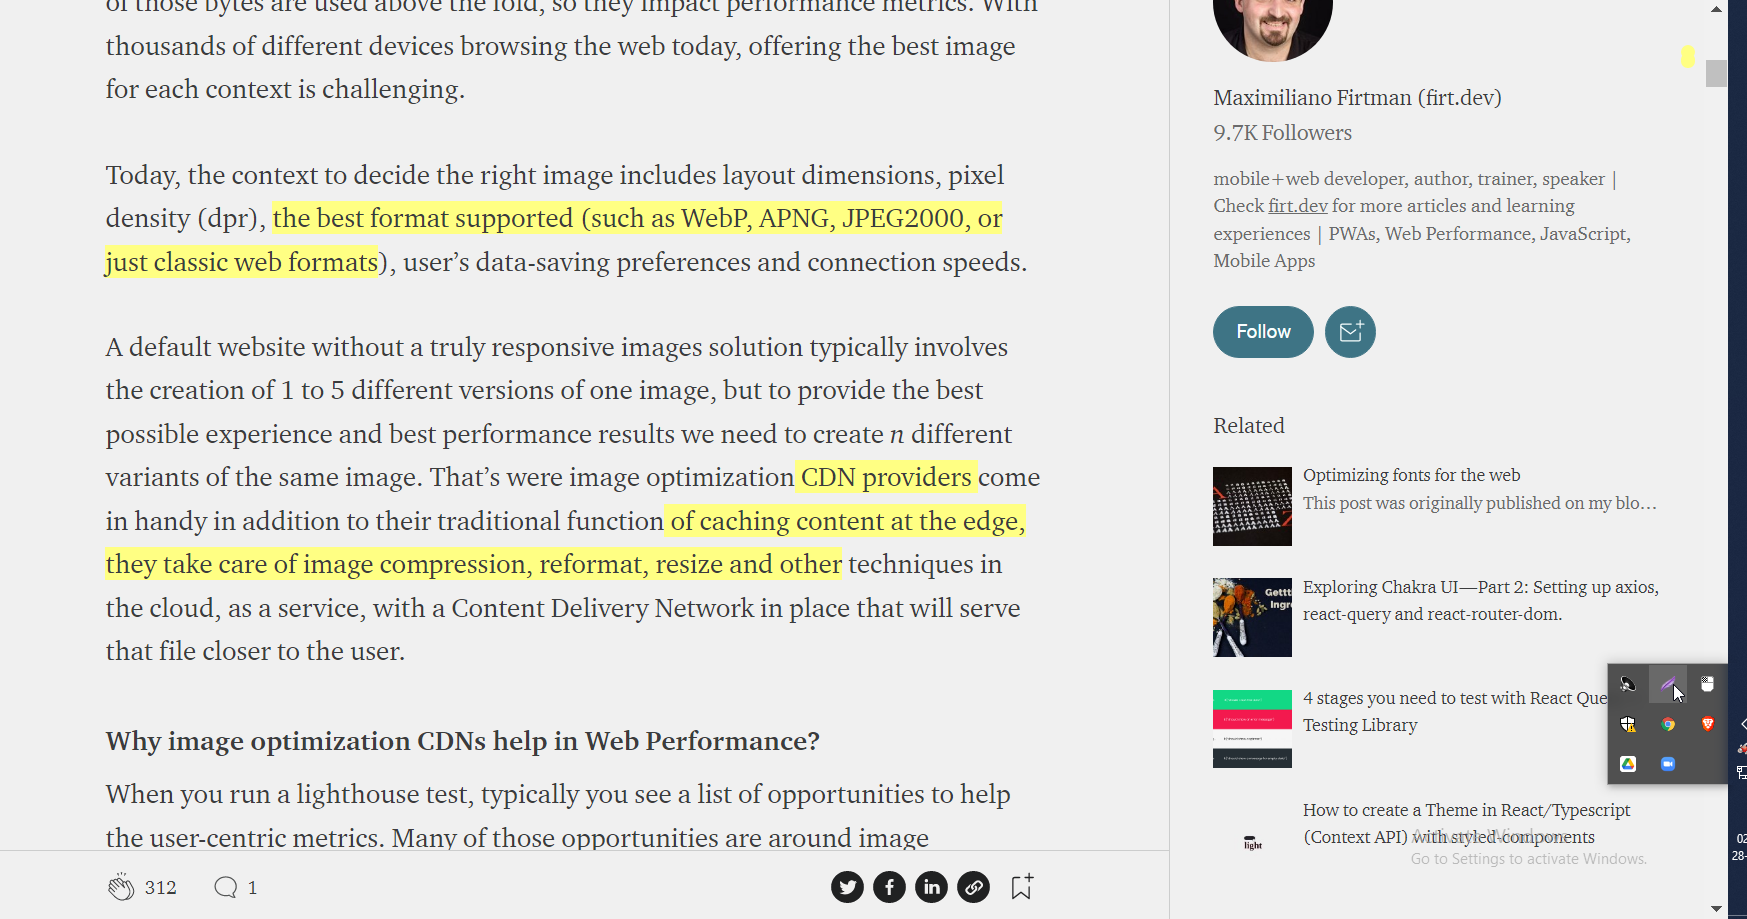 of those bytes are used above the fold, so they impact performance metrics. With
thousands of different devices browsing the web today, offering the best image
for each context is challenging.
Today, the context to decide the right image includes layout dimensions, pixel
density (dpr), the best format supported (such as WebP, APNG, JPEG2000, or
just classic web formats), user’s data-saving preferences and connection speeds.
A default website without a truly responsive images solution typically involves
the creation of 1 to 5 different versions of one image, but to provide the best
possible experience and best performance results we need to create n different
variants of the same image. That’s were image optimization CDN providers come
in handy in addition to their traditional function of caching content at the edge,
they take care of image compression, reformat, resize and other techniques in
the cloud, as a service, with a Content Delivery Network in place that will serve
that file closer to the user.
Why image optimization CDNs help in Web Performance?
When you run a lighthouse test, typically you see a list of opportunities to help
the user-centric metrics. Many of those opportunities are around image
312
1
Maximiliano Firtman (firt.dev)
9.7K Followers
mobile+web developer, author, trainer, speaker |
Check firt.dev for more articles and learning
experiences | PWAs, Web Performance, JavaScript,
Mobile Apps
Follow
Related
Optimizing fonts for the web
This post was originally published on my blo…
Exploring Chakra UI—Part 2: Setting up axios,
react-query and react-router-dom.
4 stages you need to test with React Que
Testing Library
How to create a Theme in React/Typescript
(Context API) with styled-components
light
Activate Windows
Go to Settings to activate Windows.
02
28-